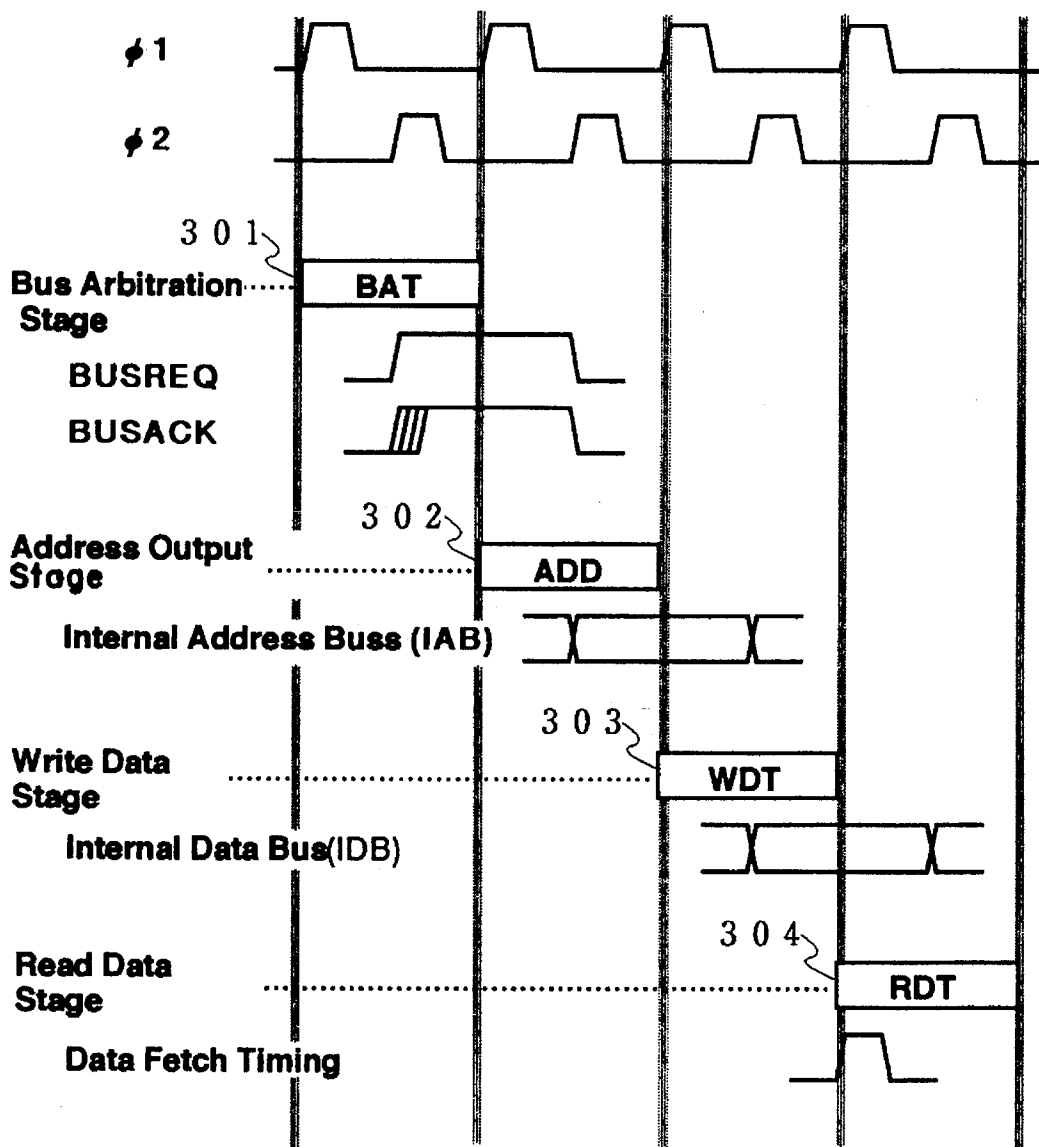 ϕ1
ϕ2
301
Bus Arbitration
Stage
BAT
BUSREQ
BUSACK
302
Address Output
Stage
ADD
Internal Address Buss (IAB)
303
Write Data
Stage
WDT
Internal Data Bus(IDB)
304
Read Data
Stage
RDT
Data Fetch Timing